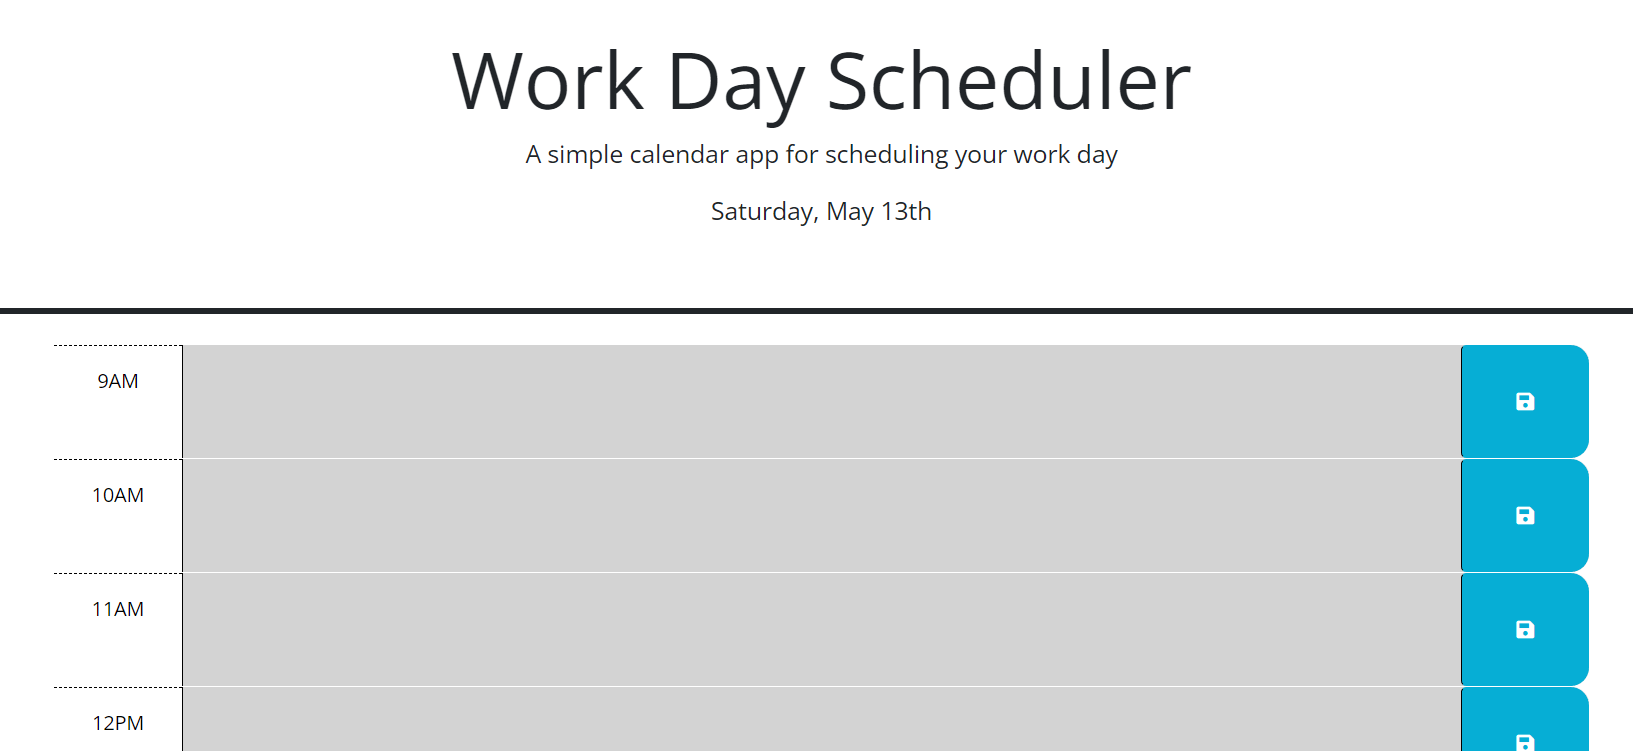 Work Day Scheduler
A simple calendar app for scheduling your work day
Saturday, May 13th
9AM
10AM
11AM
12PM